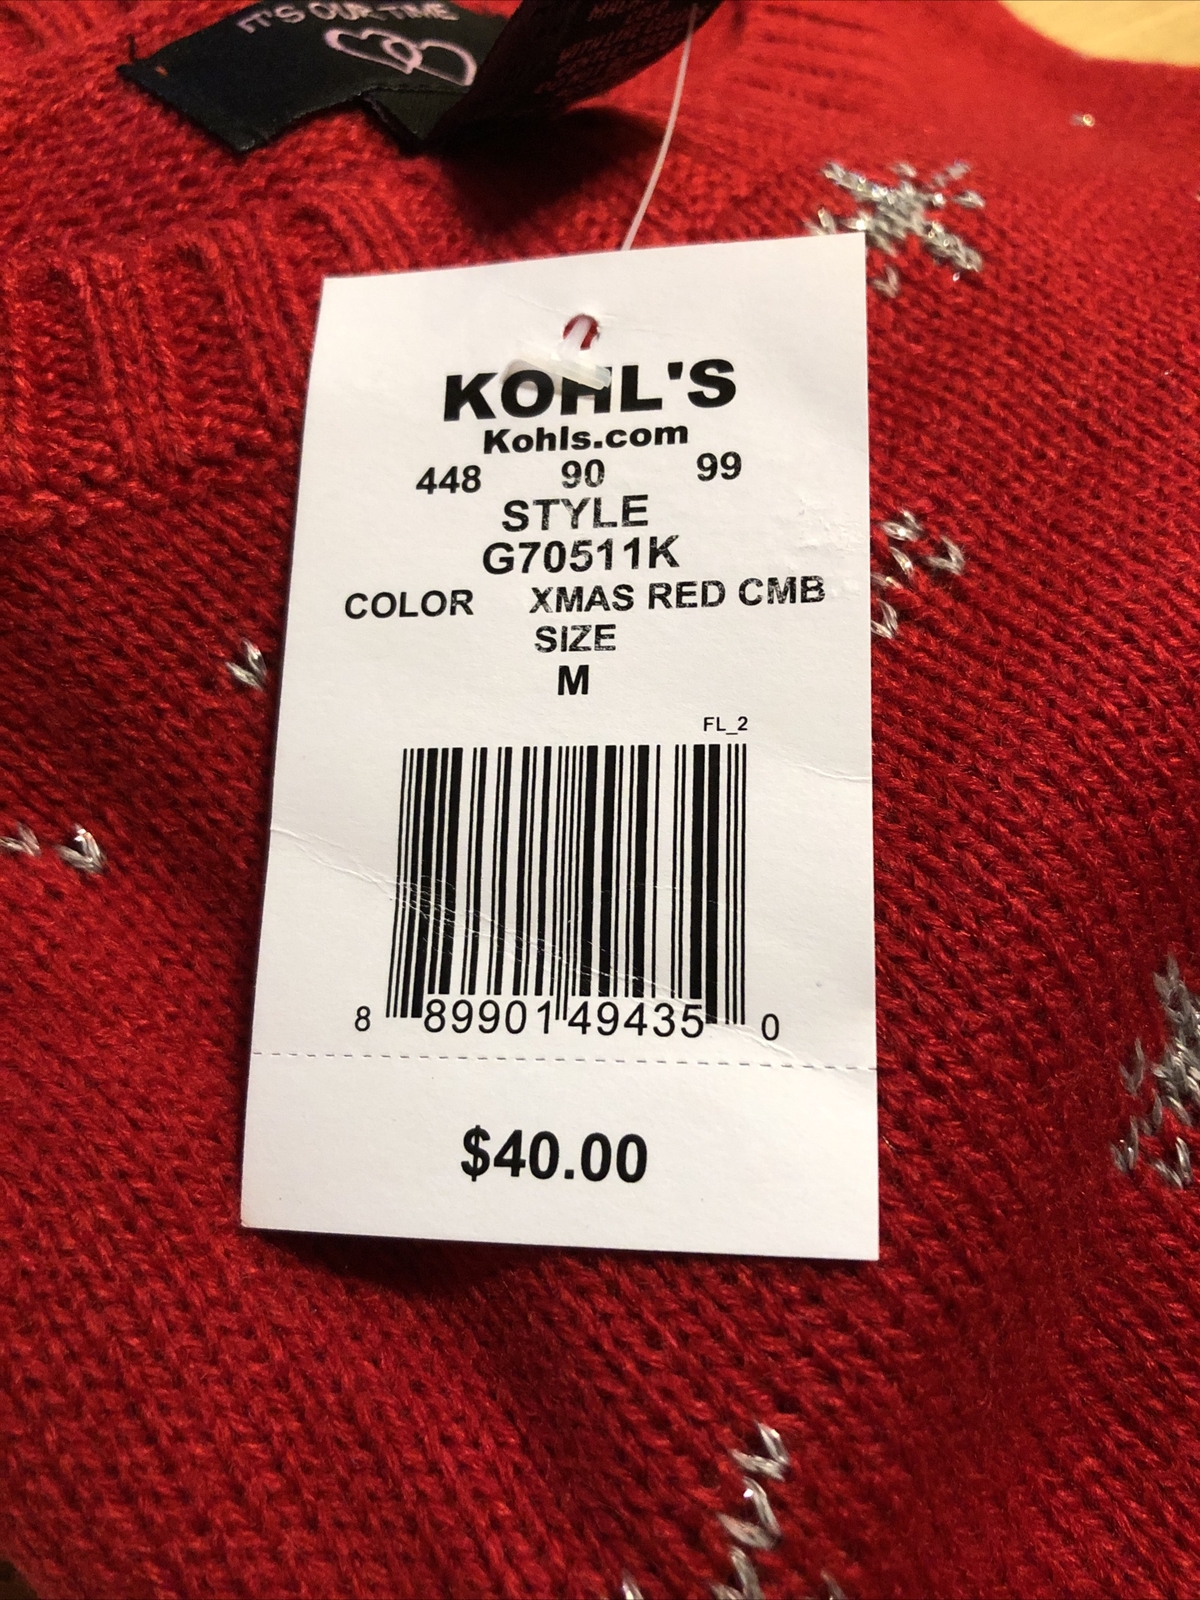 IT'S OUR TIME
KOHL'S
Kohls.com
448 90 99
STYLE
G70511K
COLOR XMAS RED CMB
SIZE
M
FL_2
8 89901 49435 0
$40.00